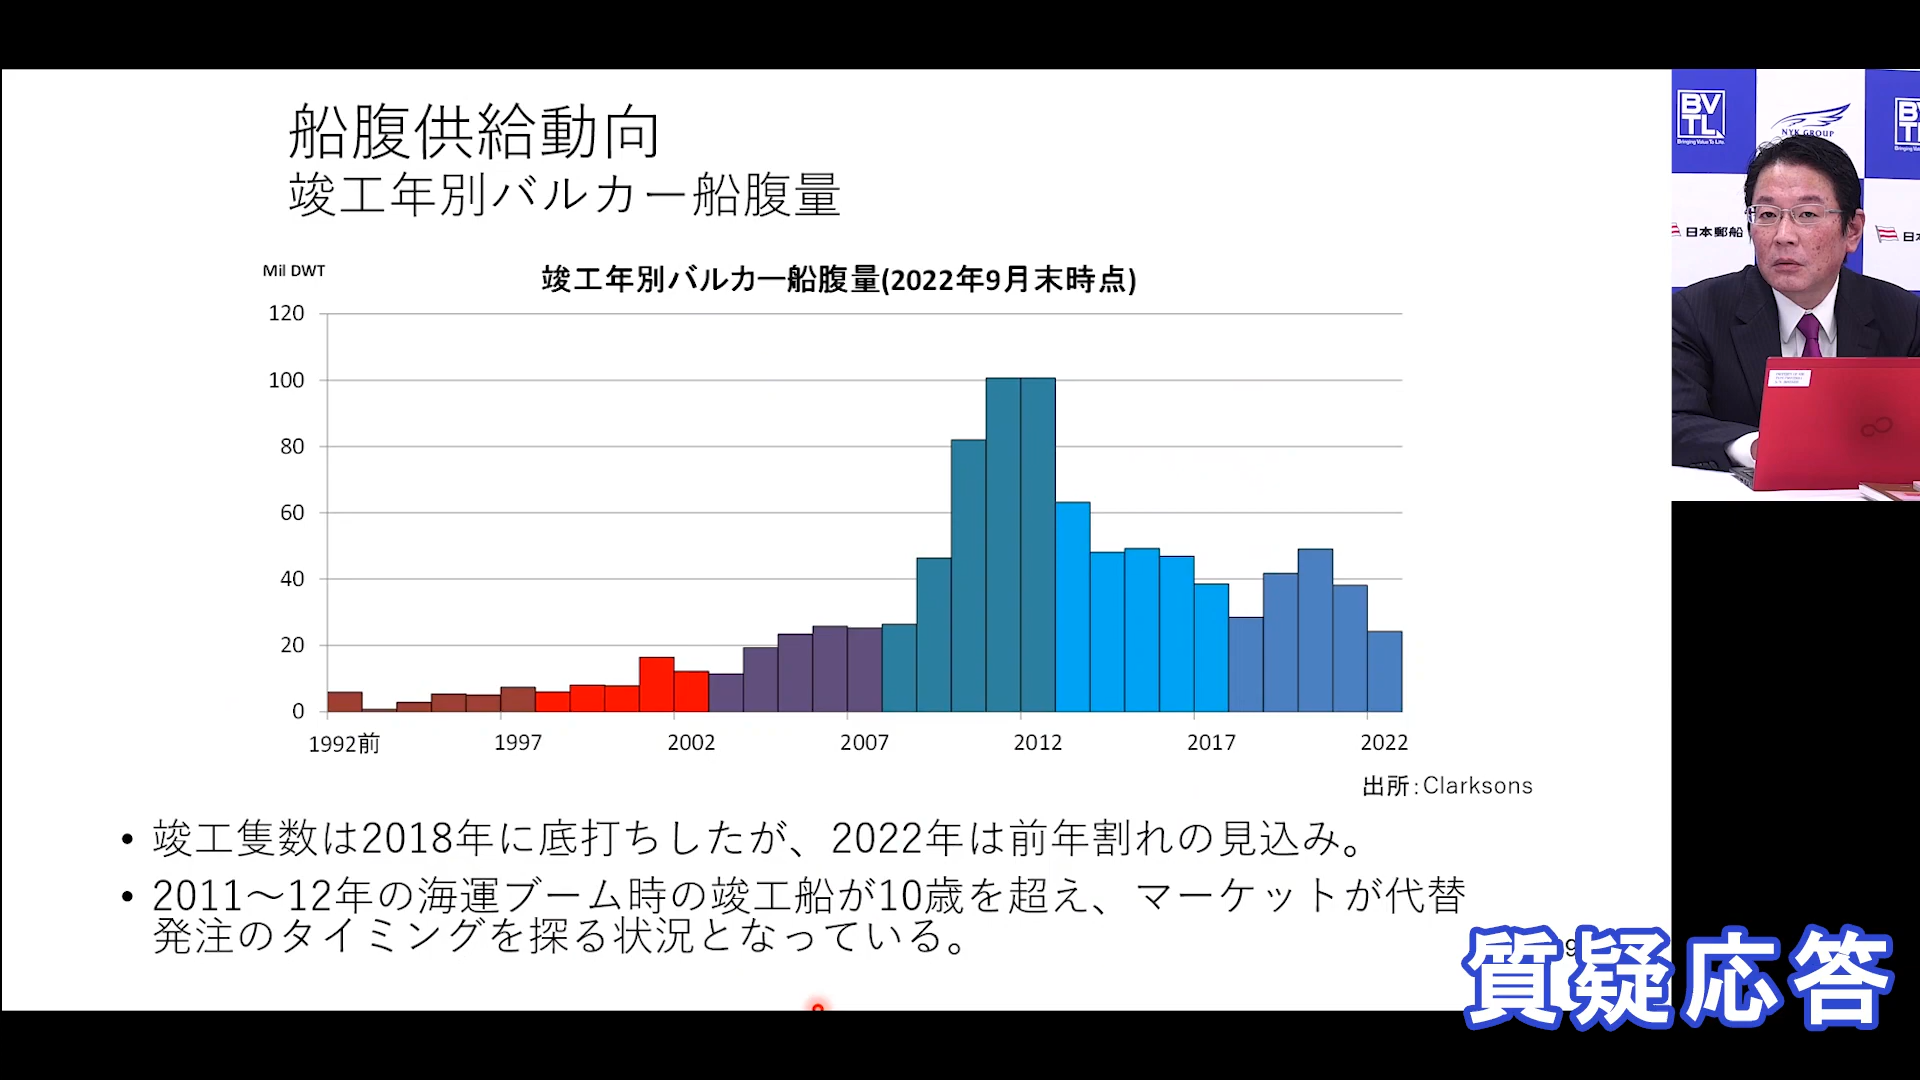 船腹供給動向
竣工年別バルカー船腹量
Mil DWT
竣工年別バルカー船腹量(2022年9月末時点)
120
100
80
60
40
20
0
1992前 1997 2002 2007 2012 2017 2022
出所：Clarksons
• 竣工隻数は2018年に底打ちしたが、2022年は前年割れの見込み。
• 2011～12年の海運ブーム時の竣工船が10歳を超え、マーケットが代替
発注のタイミングを探る状況となっている。
9
質疑応答
BV
TL
Bringing Value To Life.
NYK GROUP
日本郵船